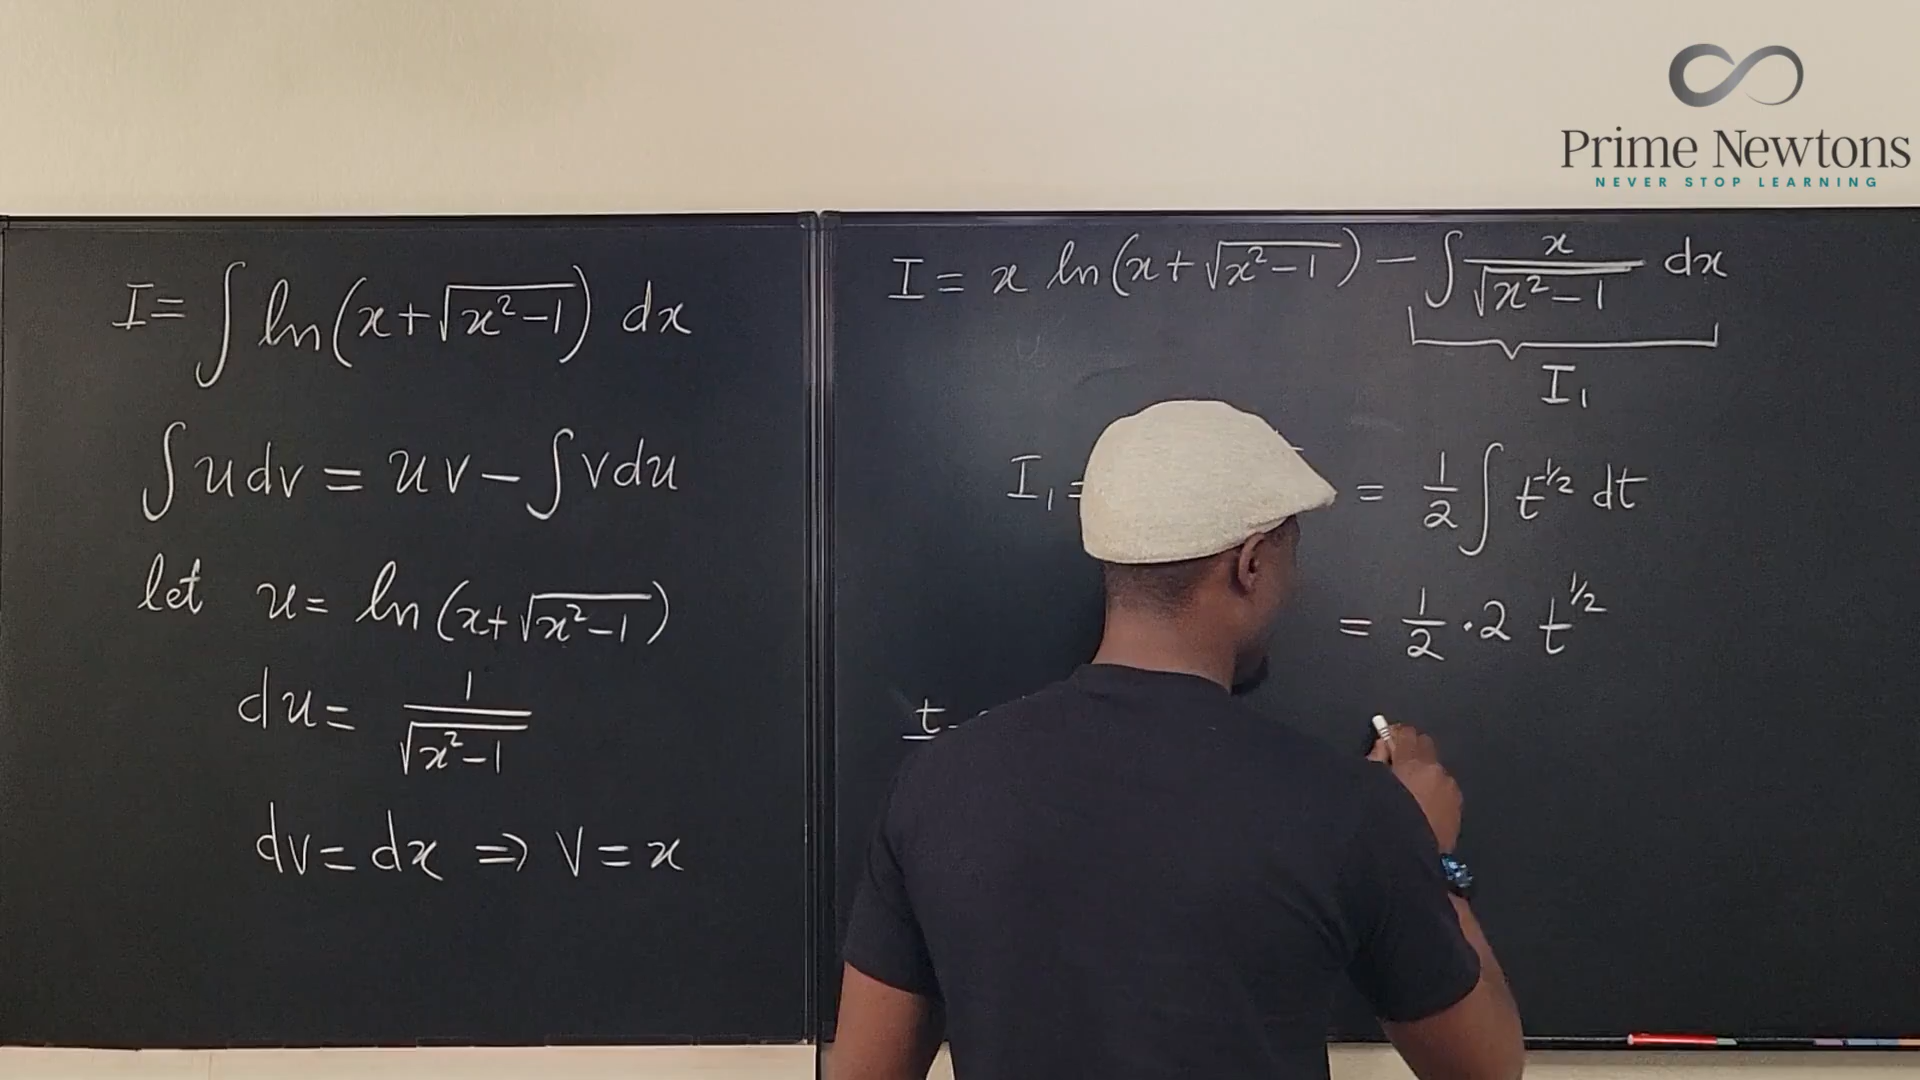 Prime Newtons
NEVER STOP LEARNING
I = ∫ ln(x+√(x²-1)) dx
∫udv = uv-∫vdu
let u= ln(x+√(x²-1))
du= 1/√(x²-1)
dv=dx ⇒ v=x
I = x ln(x+√(x²-1)) - ∫ x/√(x²-1) dx
I₁
I₁= = 1/2 ∫ t^-1/2 dt
= 1/2 · 2 t^1/2
t